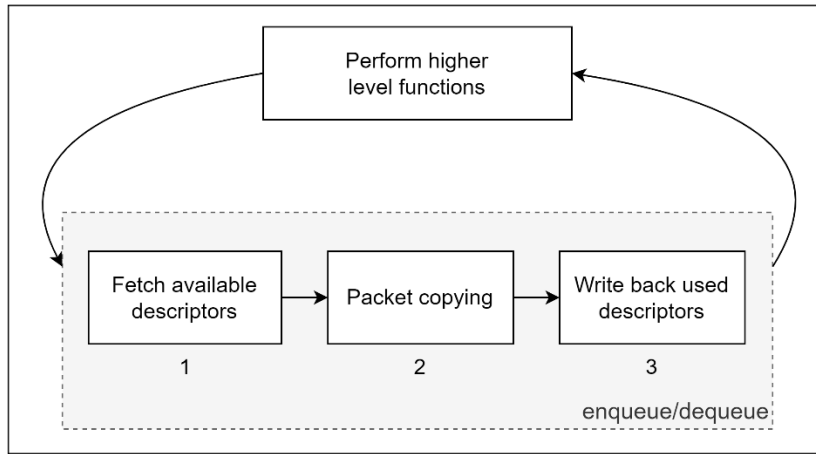 Perform higher
level functions
Fetch available
descriptors
Packet copying
Write back used
descriptors
1
2
3
enqueue/dequeue